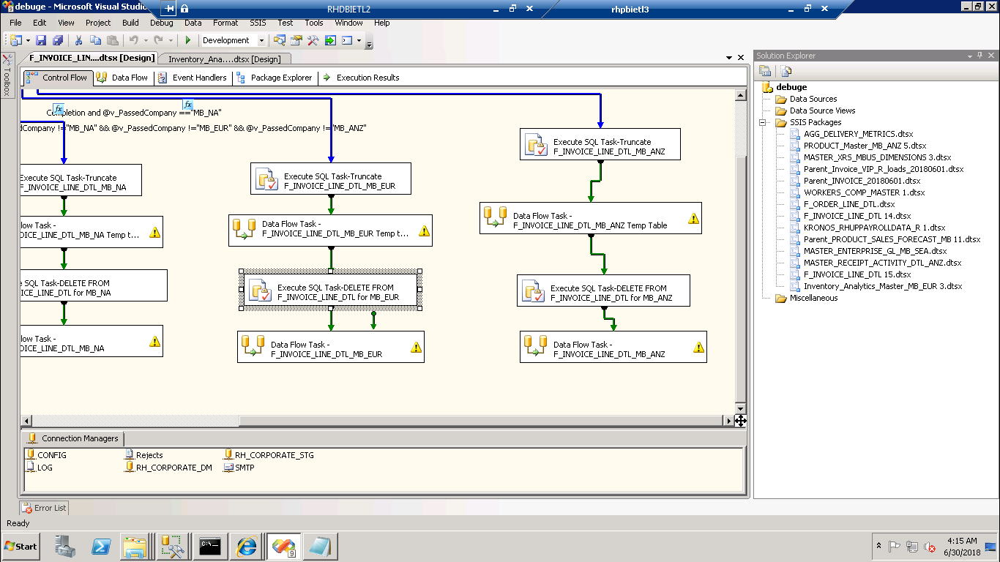 debuge - Microsoft Visual Studio
RHDBIETL2
rhpbietl3
File Edit View Project Build Debug Data Format SSIS Test Tools Window Help
Development
Toolbox
F_INVOICE_LIN....dtsx [Design]
Inventory_Ana....dtsx [Design]
Control Flow
Data Flow
Event Handlers
Package Explorer
Execution Results
fx
fx
Completion and @v_PassedCompany =="MB_NA"
dCompany !="MB_NA" && @v_PassedCompany !="MB_EUR" && @v_PassedCompany !="MB_ANZ"
Execute SQL Task-Truncate
F_INVOICE_LINE_DTL_MB_NA
low Task -
OICE_LINE_DTL_MB_NA Temp t...
e SQL Task-DELETE FROM
OICE_LINE_DTL for MB_NA
low Task -
OICE_LINE_DTL_MB_NA
Execute SQL Task-Truncate
F_INVOICE_LINE_DTL_MB_EUR
Data Flow Task -
F_INVOICE_LINE_DTL_MB_EUR Temp t...
Execute SQL Task-DELETE FROM
F_INVOICE_LINE_DTL for MB_EUR
Data Flow Task -
F_INVOICE_LINE_DTL_MB_EUR
Execute SQL Task-Truncate
F_INVOICE_LINE_DTL_MB_ANZ
Data Flow Task -
F_INVOICE_LINE_DTL_MB_ANZ Temp Table
Execute SQL Task-DELETE FROM
F_INVOICE_LINE_DTL for MB_ANZ
Data Flow Task -
F_INVOICE_LINE_DTL_MB_ANZ
Connection Managers
CONFIG
Rejects
RH_CORPORATE_STG
LOG
RH_CORPORATE_DM
SMTP
Solution Explorer
debuge
Data Sources
Data Source Views
SSIS Packages
AGG_DELIVERY_METRICS.dtsx
PRODUCT_Master_MB_ANZ 5.dtsx
MASTER_XRS_MBUS_DIMENSIONS 3.dtsx
Parent_Invoice_VIP_R_loads_20180601.dtsx
Parent_INVOICE_20180601.dtsx
WORKERS_COMP_MASTER 1.dtsx
F_ORDER_LINE_DTL.dtsx
F_INVOICE_LINE_DTL 14.dtsx
KRONOS_RHUPPAYROLLDATA_R 1.dtsx
Parent_PRODUCT_SALES_FORECAST_MB 11.dtsx
MASTER_ENTERPRISE_GL_MB_SEA.dtsx
MASTER_RECEIPT_ACTIVITY_DTL_ANZ.dtsx
F_INVOICE_LINE_DTL 15.dtsx
Inventory_Analytics_Master_MB_EUR 3.dtsx
Miscellaneous
Error List
Ready
Start
C:\_
9
4:15 AM
6/30/2018